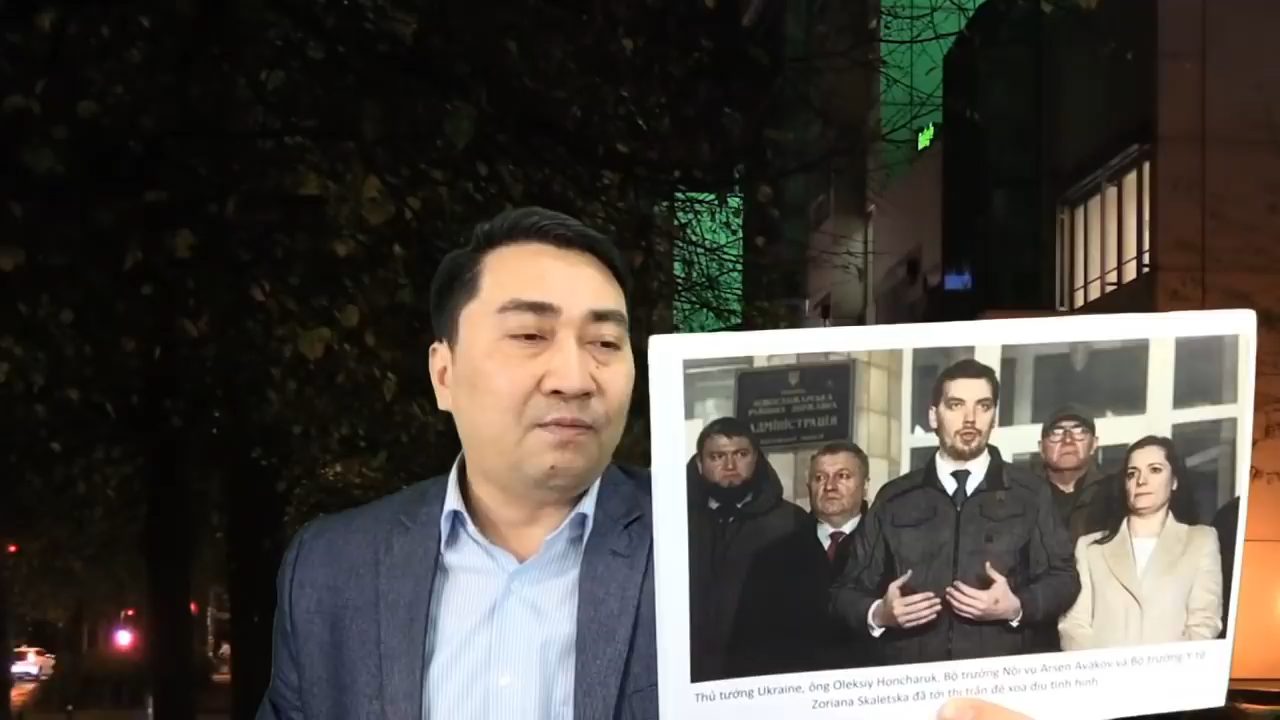 АДМІНІСТРАЦІЯ
Thủ tướng Ukraine, ông Oleksiy Honcharuk, Bộ trưởng Nội vụ Arsen Avakov và Bộ trưởng Y tế
Zoriana Skaletska đã tới thị trấn để xoa dịu tình hình